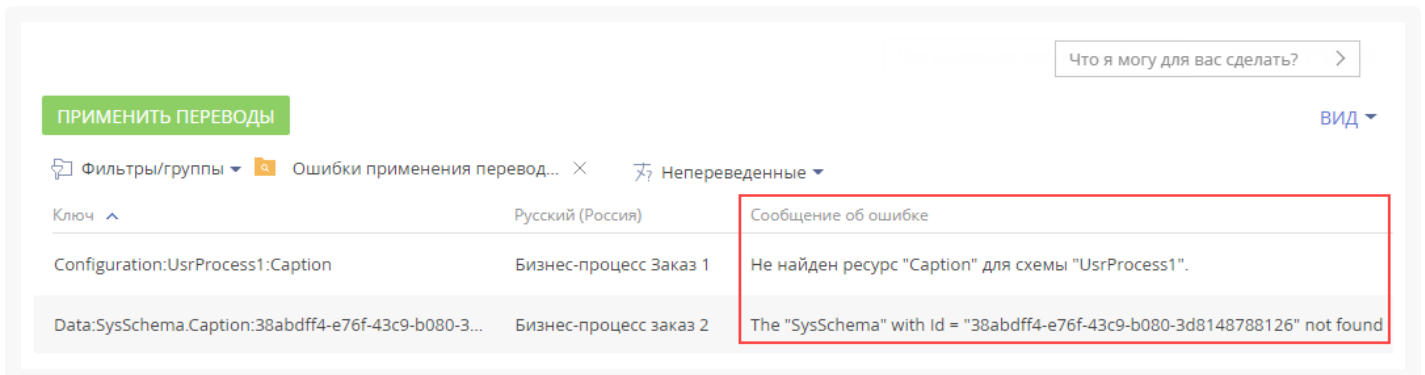 Что я могу для вас сделать?
ПРИМЕНИТЬ ПЕРЕВОДЫ
ВИД
Фильтры/группы Ошибки применения перевод... Непереведенные
Ключ Русский (Россия) Сообщение об ошибке
Configuration:UsrProcess1:Caption Бизнес-процесс Заказ 1 Не найден ресурс "Caption" для схемы "UsrProcess1".
Data:SysSchema.Caption:38abdff4-e76f-43c9-b080-3... Бизнес-процесс заказ 2 The "SysSchema" with Id = "38abdff4-e76f-43c9-b080-3d8148788126" not found